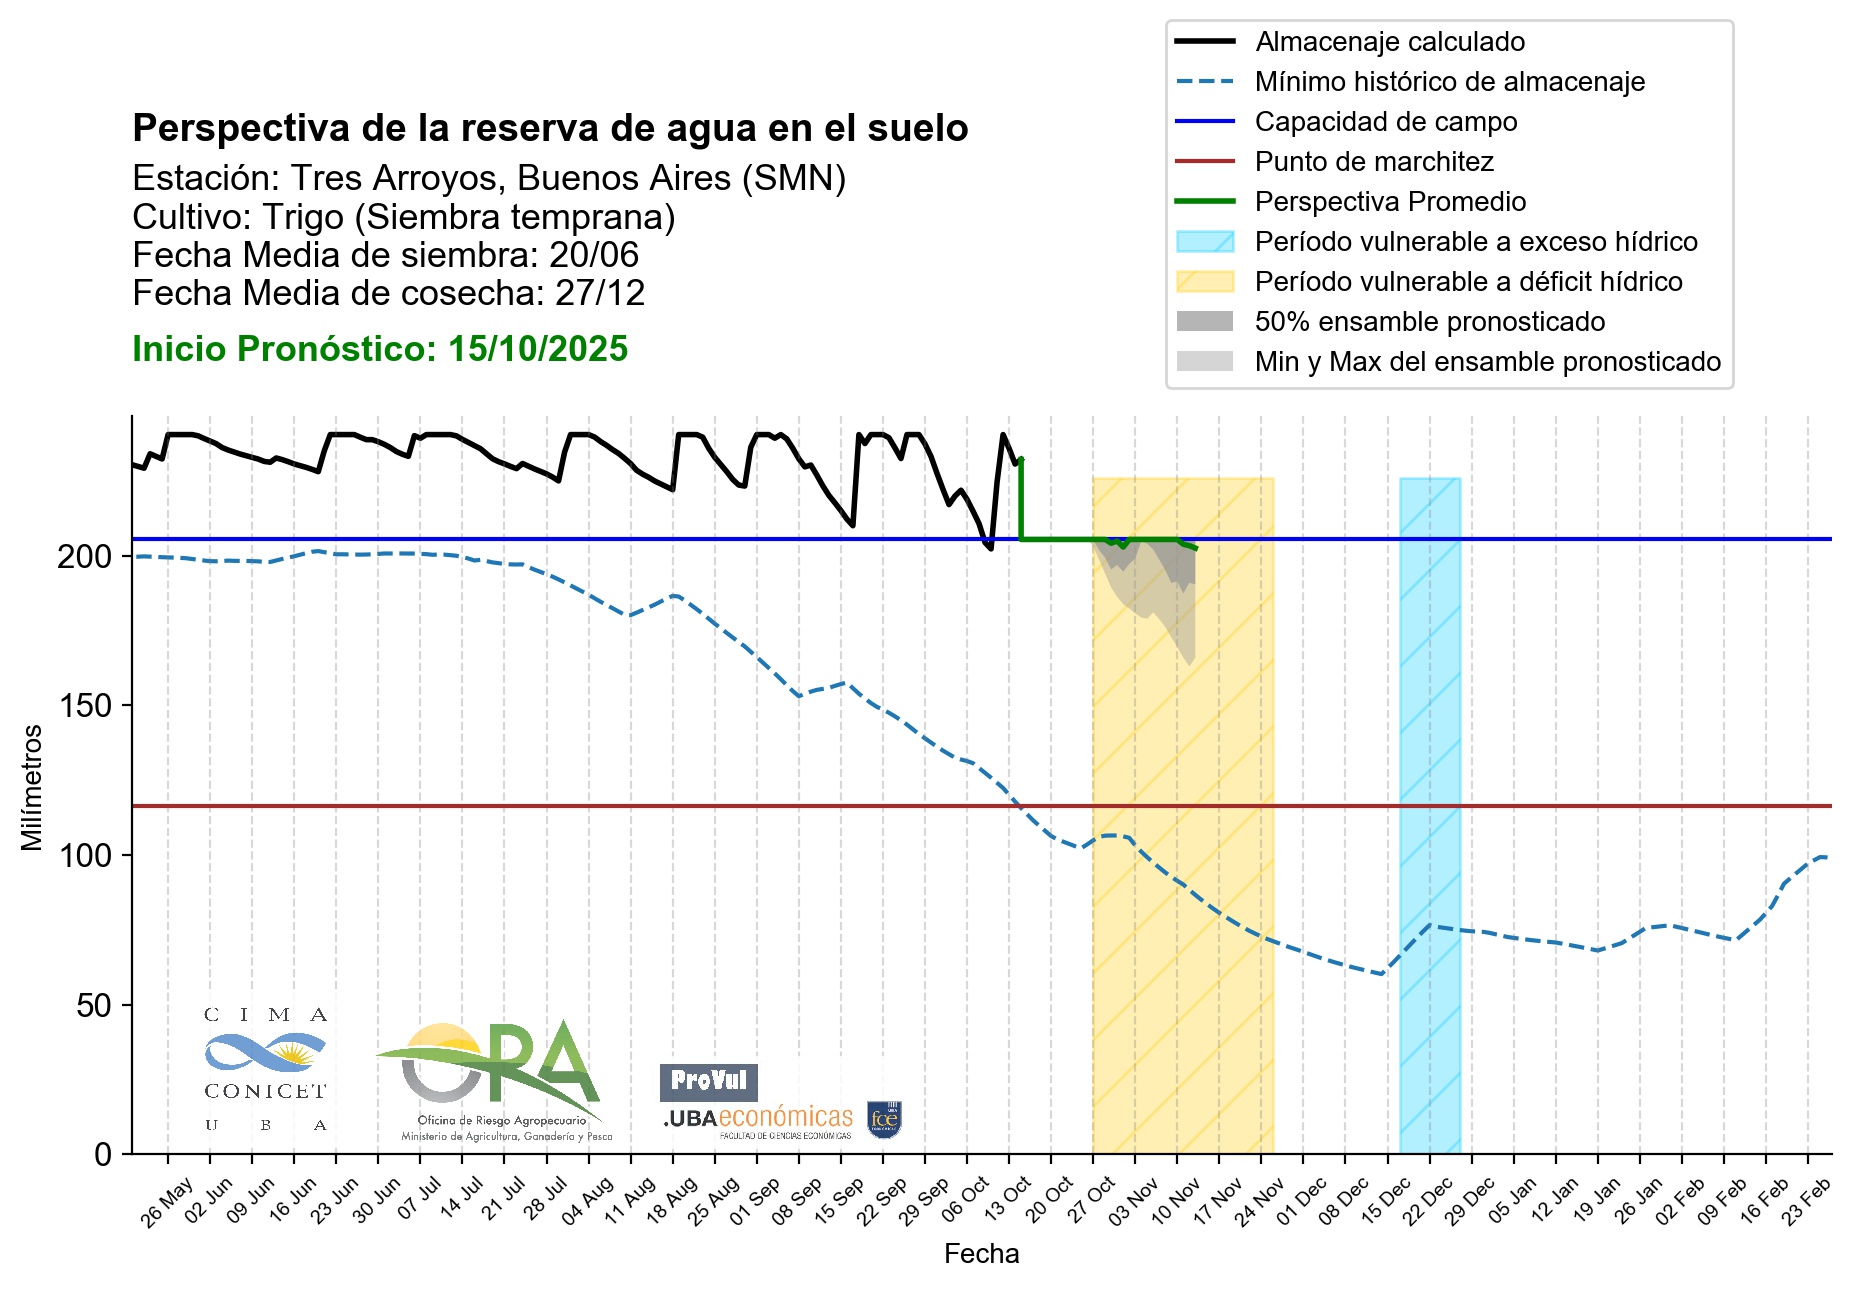 Almacenaje calculado
Mínimo histórico de almacenaje
Capacidad de campo
Punto de marchitez
Perspectiva Promedio
Período vulnerable a exceso hídrico
Período vulnerable a déficit hídrico
50% ensamble pronosticado
Min y Max del ensamble pronosticado
Perspectiva de la reserva de agua en el suelo
Estación: Tres Arroyos, Buenos Aires (SMN)
Cultivo: Trigo (Siembra temprana)
Fecha Media de siembra: 20/06
Fecha Media de cosecha: 27/12
Inicio Pronóstico: 15/10/2025
Milímetros
200
150
100
50
0
CIMA
CONICET
UBA
ORA
Oficina de Riesgo Agropecuario
Ministerio de Agricultura, Ganadería y Pesca
ProVul
.UBAeconómicas
FACULTAD DE CIENCIAS ECONÓMICAS
fce
26 May
02 Jun
09 Jun
16 Jun
23 Jun
30 Jun
07 Jul
14 Jul
21 Jul
28 Jul
04 Aug
11 Aug
18 Aug
25 Aug
01 Sep
08 Sep
15 Sep
22 Sep
29 Sep
06 Oct
13 Oct
20 Oct
27 Oct
03 Nov
10 Nov
17 Nov
24 Nov
01 Dec
08 Dec
15 Dec
22 Dec
29 Dec
05 Jan
12 Jan
19 Jan
26 Jan
02 Feb
09 Feb
16 Feb
23 Feb
Fecha